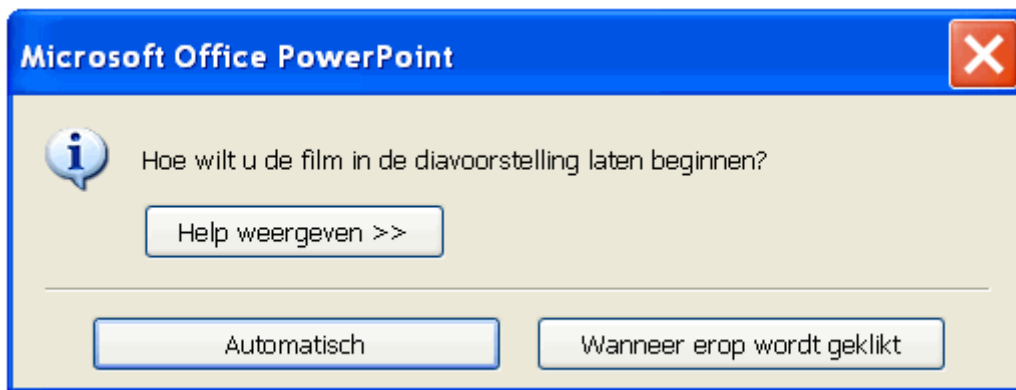 Microsoft Office PowerPoint
Hoe wilt u de film in de diavoorstelling laten beginnen?
Help weergeven >>
Automatisch
Wanneer erop wordt geklikt